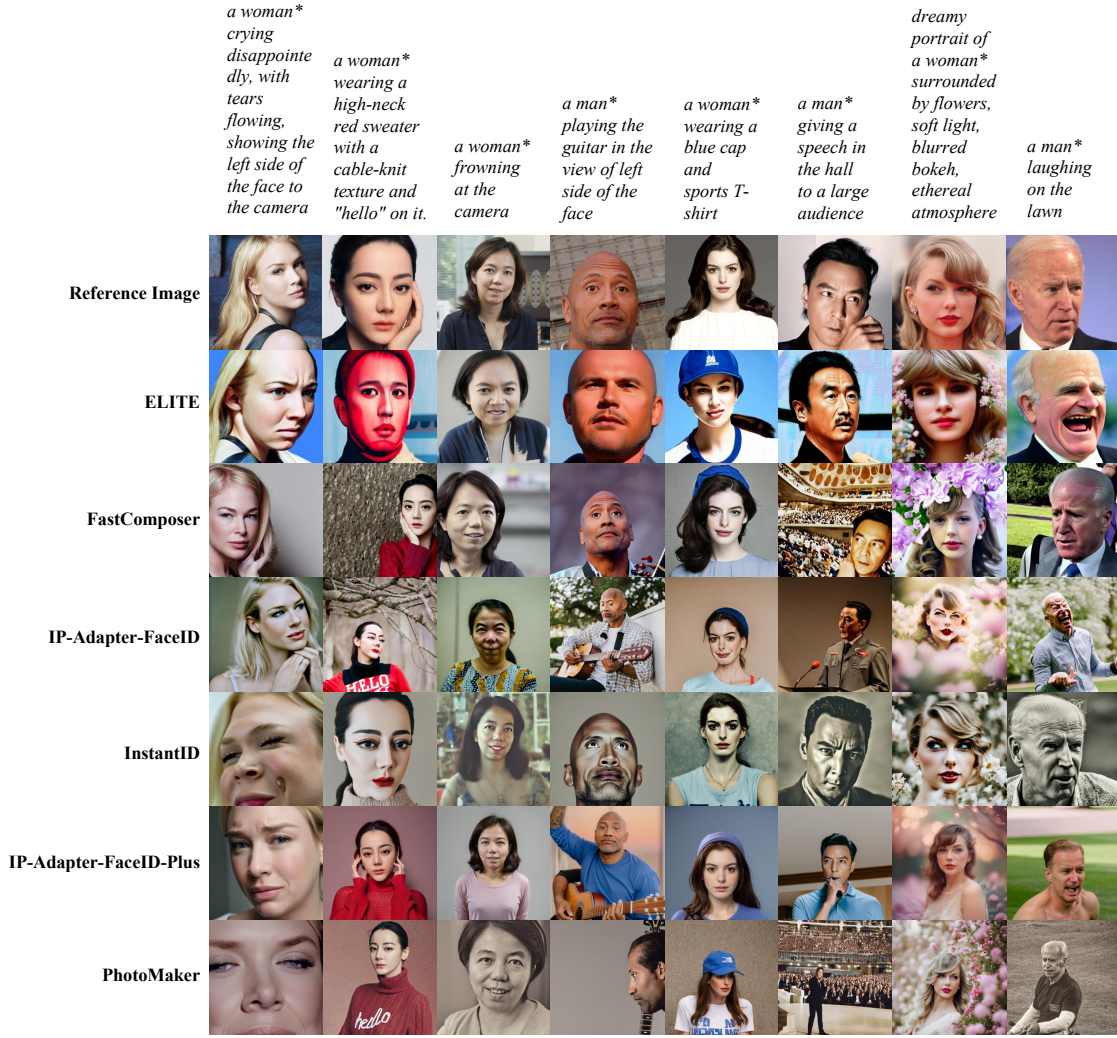 a woman*
crying
disappointe
dly, with
tears
flowing,
showing the
left side of
the face to
the camera
a woman*
wearing a
high-neck
red sweater
with a
cable-knit
texture and
"hello" on it.
a woman*
frowning
at the
camera
a man*
playing the
guitar in the
view of left
side of the
face
a woman*
wearing a
blue cap
and
sports T-
shirt
a man*
giving a
speech in
the hall
to a large
audience
dreamy
portrait of
a woman*
surrounded
by flowers,
soft light,
blurred
bokeh,
ethereal
atmosphere
a man*
laughing
on the
lawn
Reference Image
ELITE
FastComposer
IP-Adapter-FaceID
InstantID
IP-Adapter-FaceID-Plus
PhotoMaker